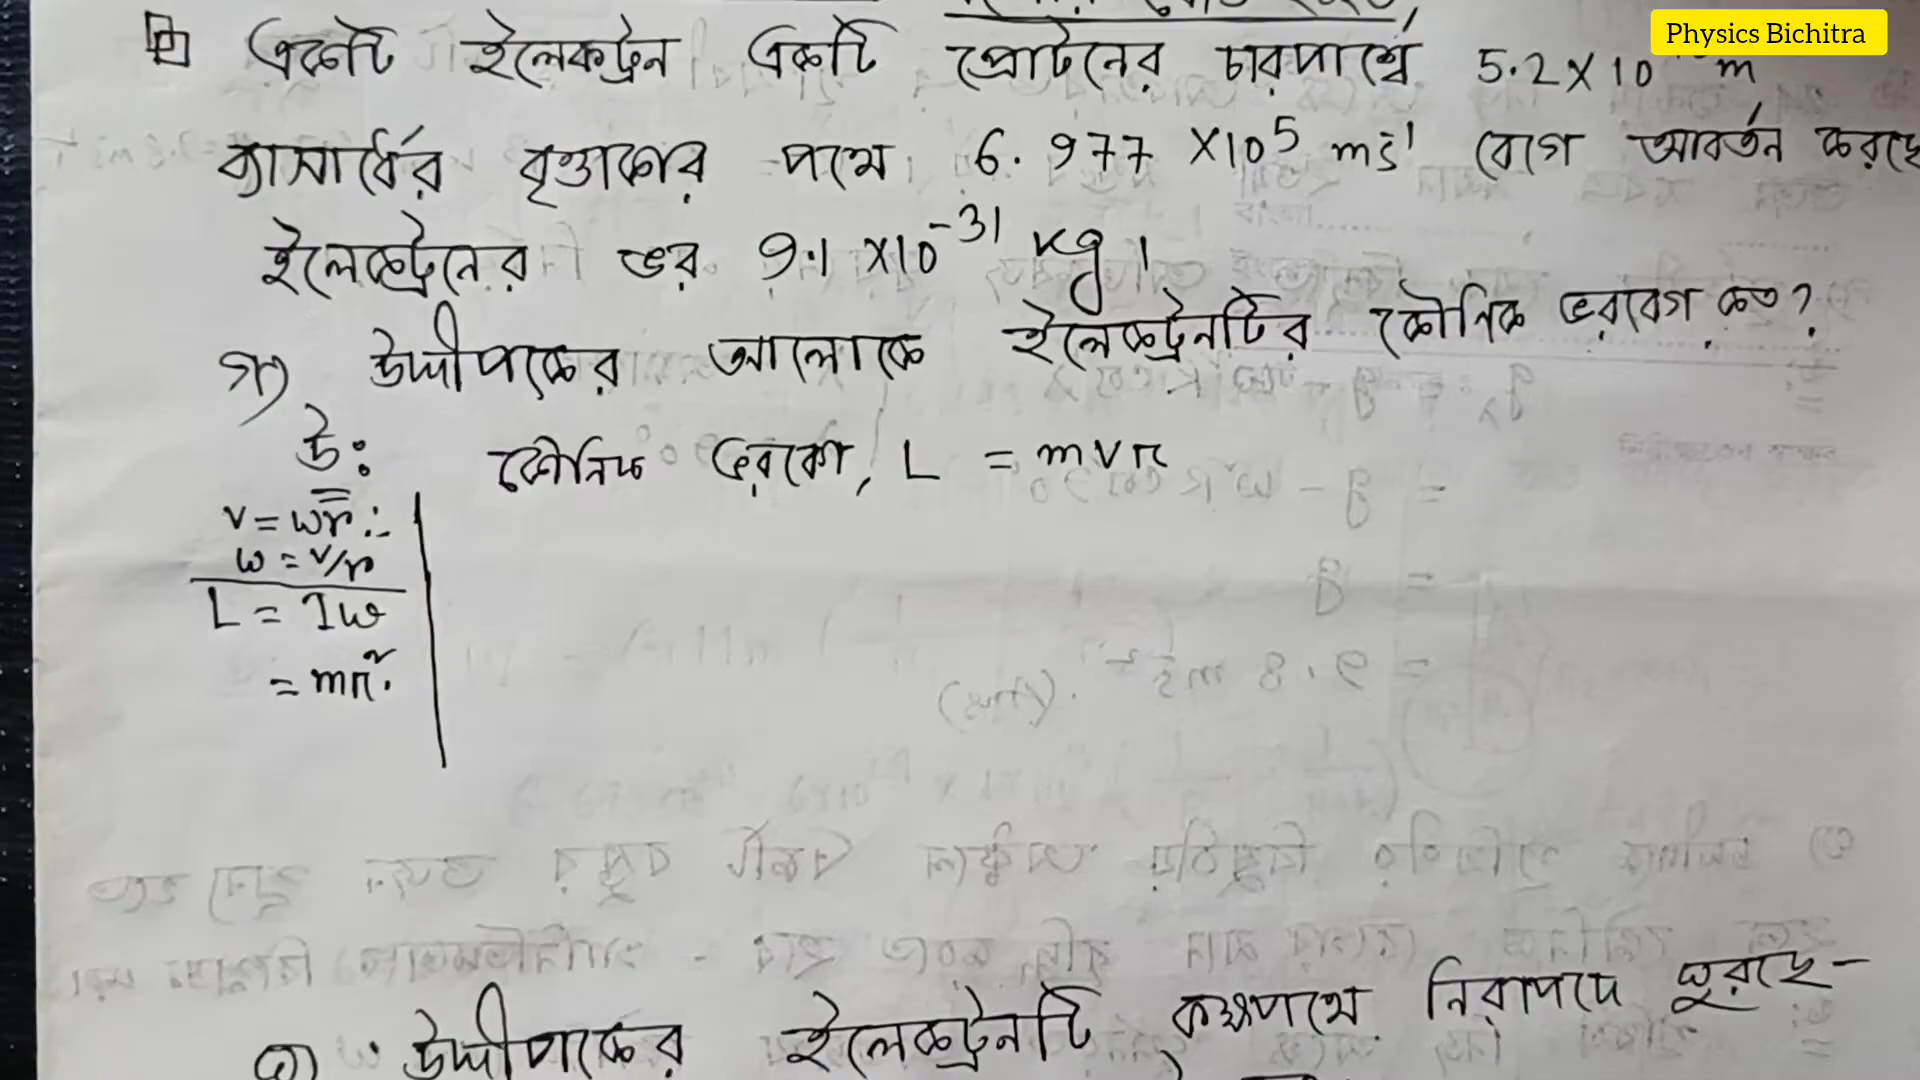 Physics Bichitra
একটি ইলেকট্রন একটি প্রোটনের চারপার্শ্বে 5.2 × 10 m
ব্যাসার্ধের বৃত্তাকার পথে 6.977 ×10⁵ ms⁻¹ বেগে আবর্তন করছে
ইলেকট্রনের ভর 9.1 ×10⁻³¹ kg।
গ) উদ্দীপকের আলোকে ইলেকট্রনটির কৌনিক ভরবেগ কত?
উঃ কৌনিক ভরবেগ, L = mvr
v = ωr ∴
ω = v/r
L = Iω
= mr².
উদ্দীপকের ইলেকট্রনটি কক্ষপথে নিরাপদে ঘুরছে-